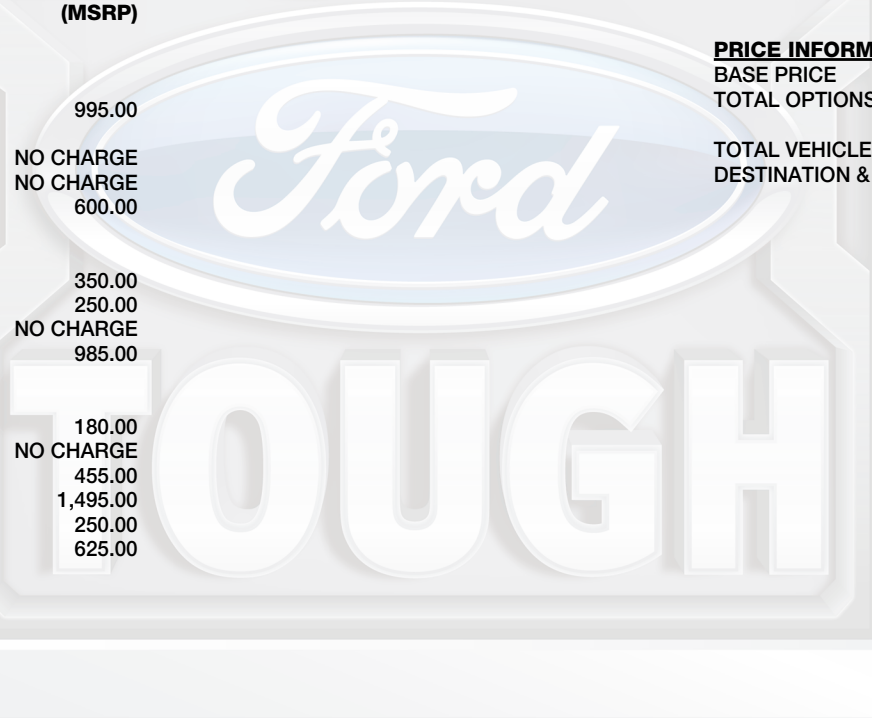 (MSRP)
995.00
NO CHARGE
NO CHARGE
600.00
350.00
250.00
NO CHARGE
985.00
180.00
NO CHARGE
455.00
1,495.00
250.00
625.00
PRICE INFORM
BASE PRICE
TOTAL OPTIONS
TOTAL VEHICLE
DESTINATION &
Ford
TOUGH